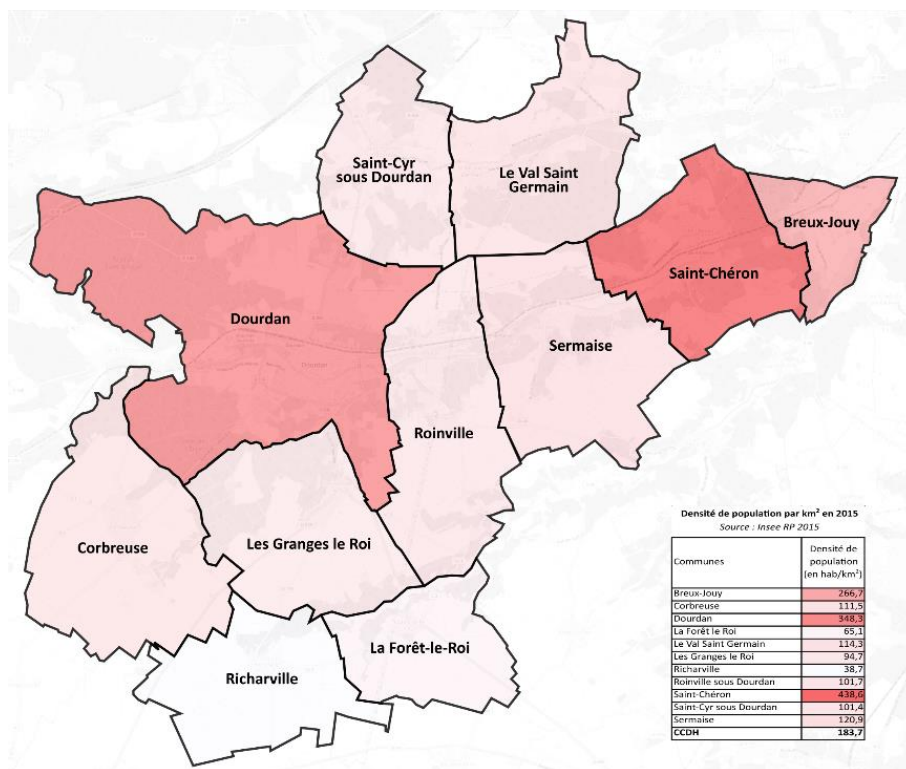 Saint-Cyr
sous Dourdan
Le Val Saint
Germain
Breux-Jouy
Saint-Chéron
Dourdan
Sermaise
Roinville
Corbreuse
Les Granges le Roi
La Forêt-le-Roi
Richarville
Densité de population par km² en 2015
Source : Insee RP 2015
Communes
Densité de
population
(en hab/km²)
Breux-Jouy 266,7
Corbreuse 111,5
Dourdan 348,3
La Forêt le Roi 65,1
Le Val Saint Germain 114,3
Les Granges le Roi 94,7
Richarville 38,7
Roinville sous Dourdan 101,7
Saint-Chéron 438,6
Saint-Cyr sous Dourdan 101,4
Sermaise 120,9
CCDH 183,7